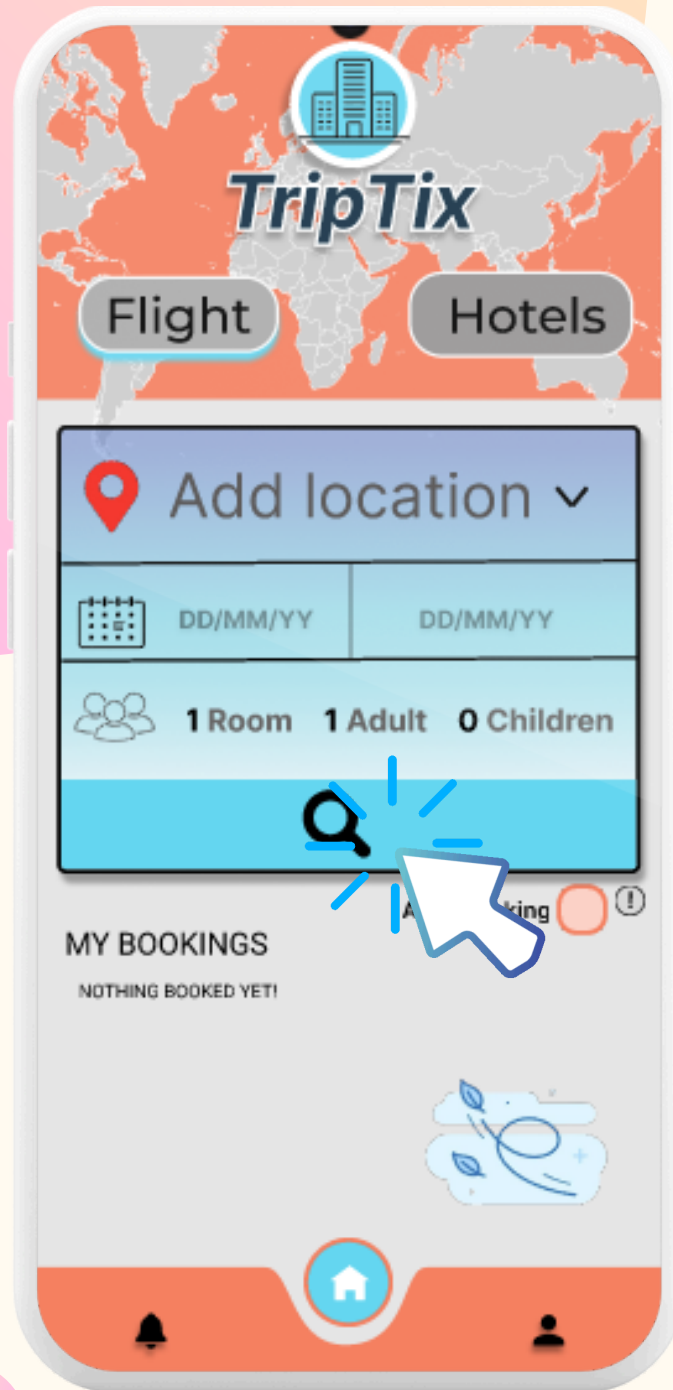 TripTix
Flight Hotels
Add location
DD/MM/YY DD/MM/YY
1 Room 1 Adult 0 Children
MY BOOKINGS
NOTHING BOOKED YET!